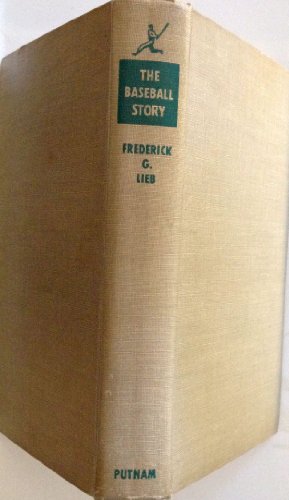 THE
BASEBALL
STORY
FREDERICK
G.
LIEB
PUTNAM